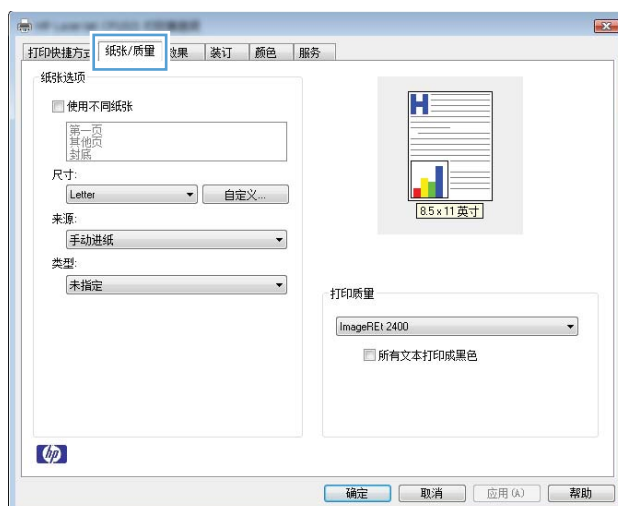 打印快捷方式
纸张/质量
效果
装订
颜色
服务
纸张选项
使用不同纸张
第一页
其他页
封底
尺寸:
Letter
自定义...
来源:
手动进纸
类型:
未指定
H
8.5 x 11 英寸
打印质量
ImageREt 2400
所有文本打印成黑色
hp
确定
取消
应用(A)
帮助